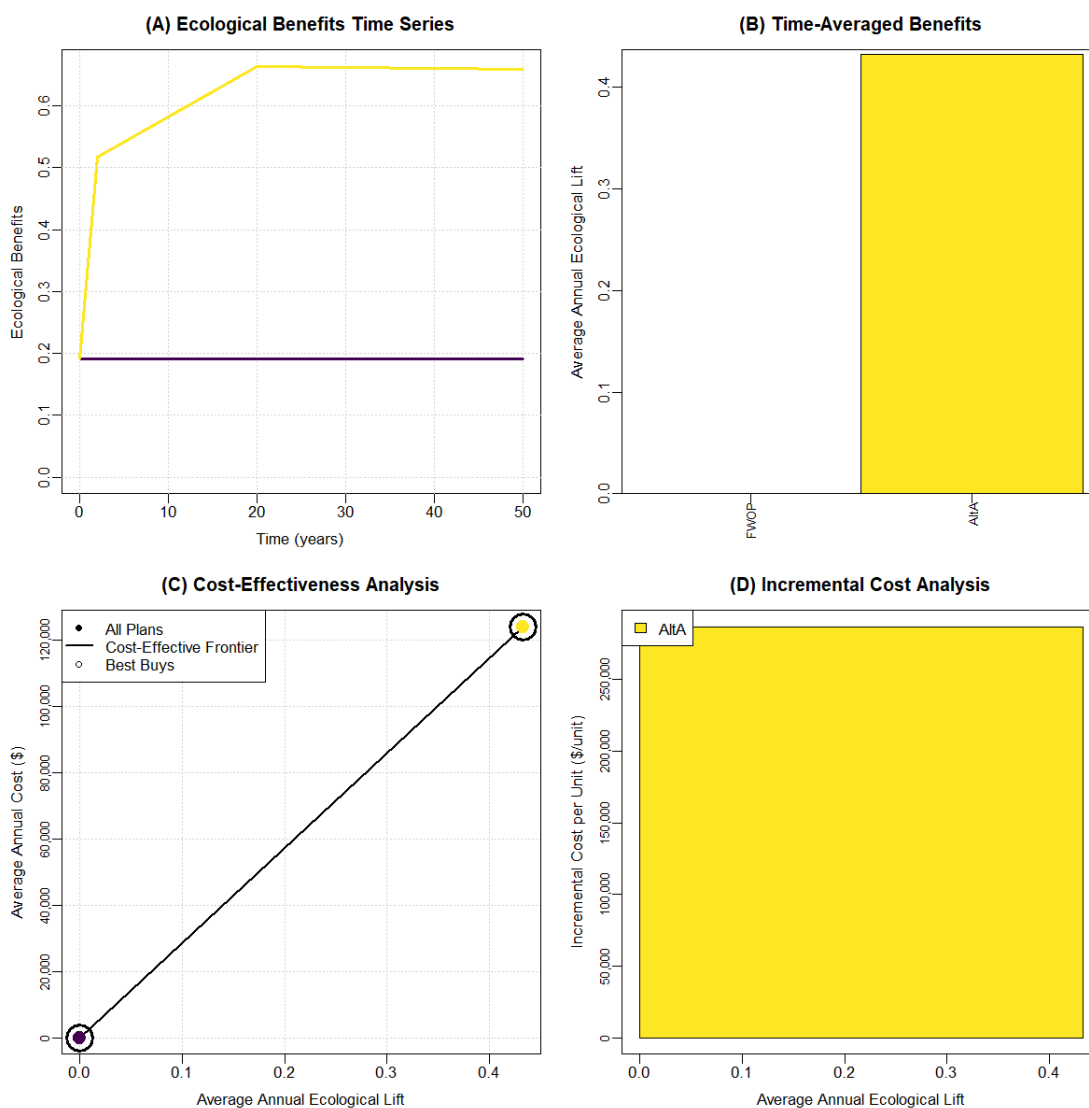 (A) Ecological Benefits Time Series
Ecological Benefits
0.6
0.5
0.4
0.3
0.2
0.1
0.0
0 10 20 30 40 50
Time (years)
(B) Time-Averaged Benefits
Average Annual Ecological Lift
0.4
0.3
0.2
0.1
0.0
FWOP
AltA
(C) Cost-Effectiveness Analysis
All Plans
Cost-Effective Frontier
Best Buys
Average Annual Cost ($)
120,000
100,000
80,000
60,000
40,000
20,000
0
0.0 0.1 0.2 0.3 0.4
Average Annual Ecological Lift
(D) Incremental Cost Analysis
AltA
Incremental Cost per Unit ($/unit)
250,000
200,000
150,000
100,000
50,000
0
0.0 0.1 0.2 0.3 0.4
Average Annual Ecological Lift